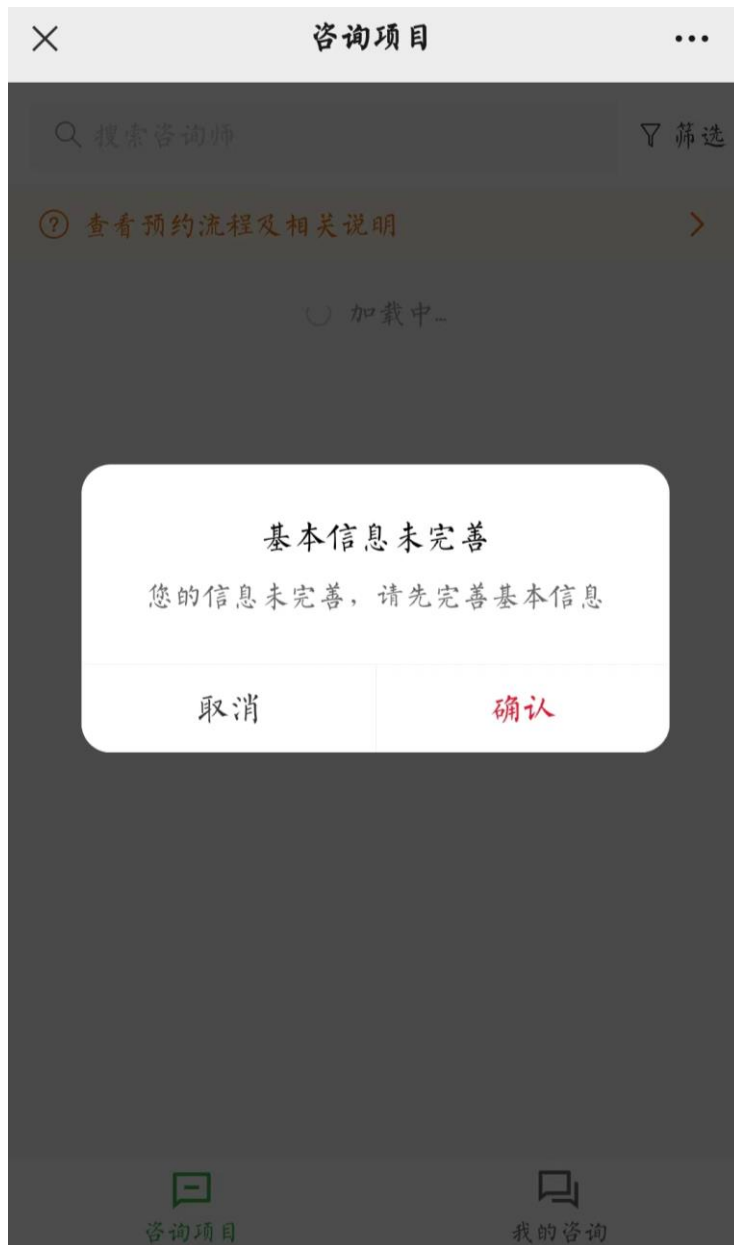 咨询项目
搜索咨询师
筛选
查看预约流程及相关说明
加载中...
基本信息未完善
您的信息未完善，请先完善基本信息
取消
确认
咨询项目
我的咨询